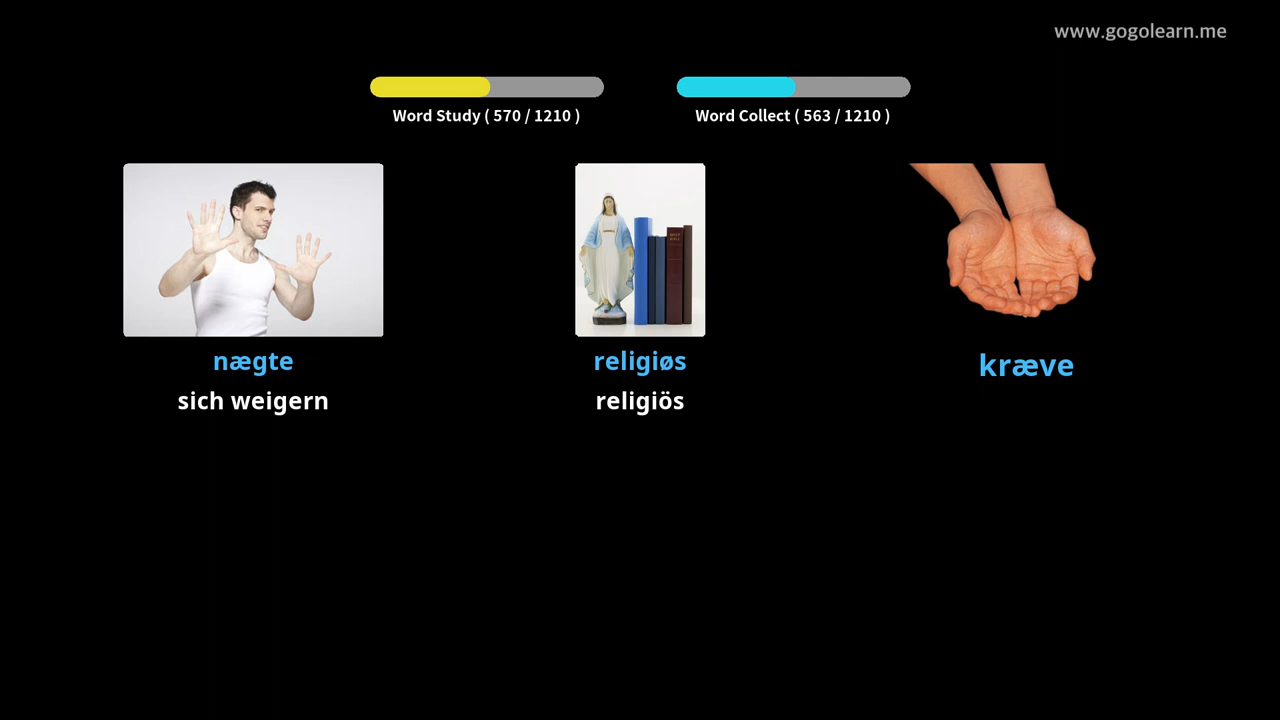 www.gogolearn.me
Word Study ( 570 / 1210 )
Word Collect ( 563 / 1210 )
nægte
religiøs
kræve
sich weigern
religiös